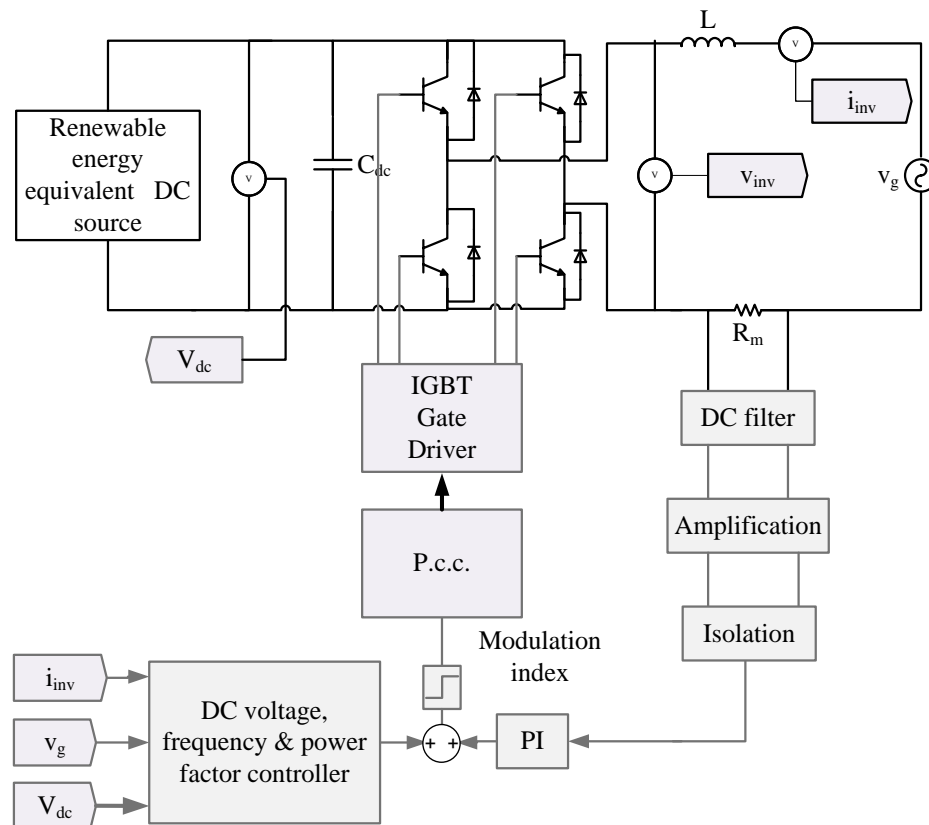 L
v
i_inv
Renewable
energy
equivalent DC
source
v
C_dc
v
v_inv
v_g
V_dc
R_m
IGBT
Gate
Driver
DC filter
Amplification
P.c.c.
Isolation
Modulation
index
i_inv
v_g
V_dc
DC voltage,
frequency & power
factor controller
+ +
PI